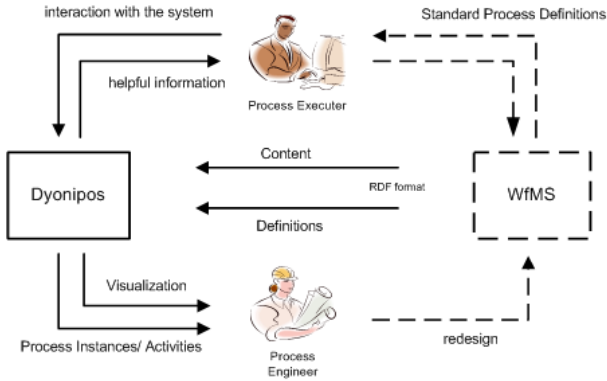 interaction with the system
Standard Process Definitions
helpful information
Process Executer
Content
RDF format
Dyonipos
WfMS
Definitions
Visualization
Process Instances/ Activities
Process
Engineer
redesign